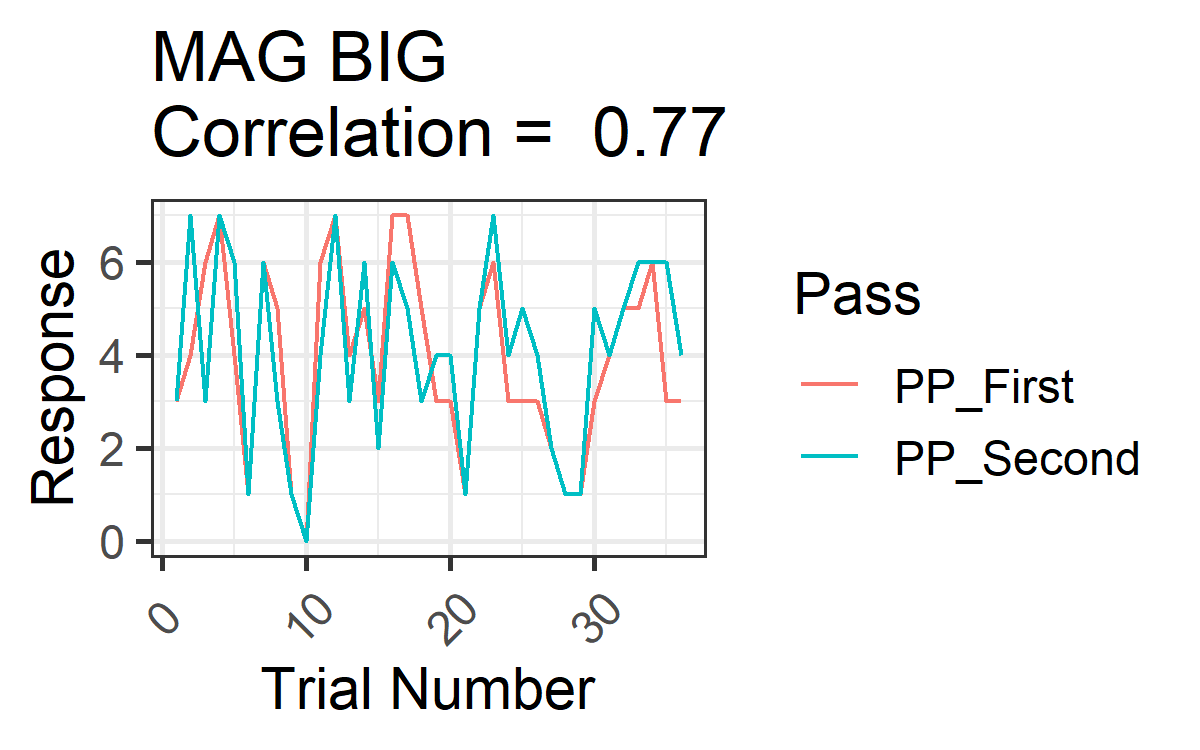 MAG BIG
Correlation =  0.77
Response
6
4
2
0
0
10
20
30
Trial Number
Pass
PP_First
PP_Second